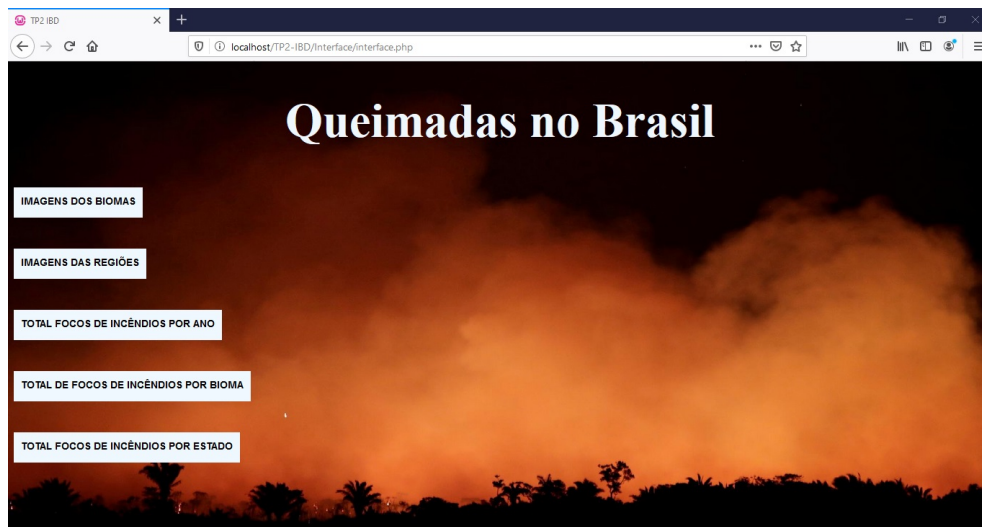 TP2 IBD
localhost/TP2-IBD/Interface/interface.php
Queimadas no Brasil
IMAGENS DOS BIOMAS
IMAGENS DAS REGIÕES
TOTAL FOCOS DE INCÊNDIOS POR ANO
TOTAL DE FOCOS DE INCÊNDIOS POR BIOMA
TOTAL FOCOS DE INCÊNDIOS POR ESTADO